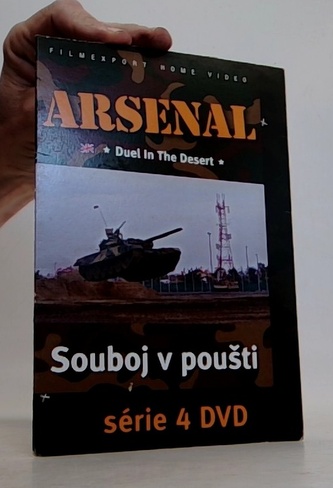 FILMEXPORT HOME VIDEO
ARSENAL
★ Duel In The Desert ★
Souboj v poušti
série 4 DVD